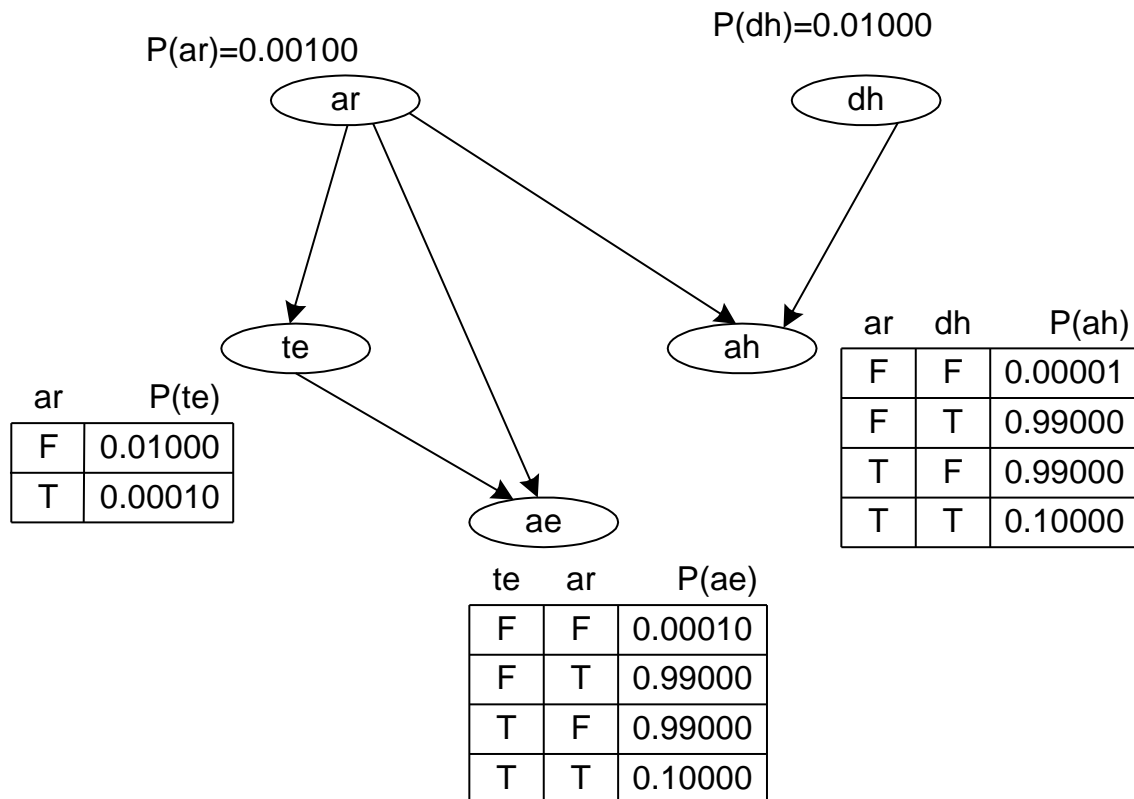 P(ar)=0.00100
P(dh)=0.01000
ar
dh
te
ah
ar P(te)
F 0.01000
T 0.00010
ar dh P(ah)
F F 0.00001
F T 0.99000
T F 0.99000
T T 0.10000
ae
te ar P(ae)
F F 0.00010
F T 0.99000
T F 0.99000
T T 0.10000